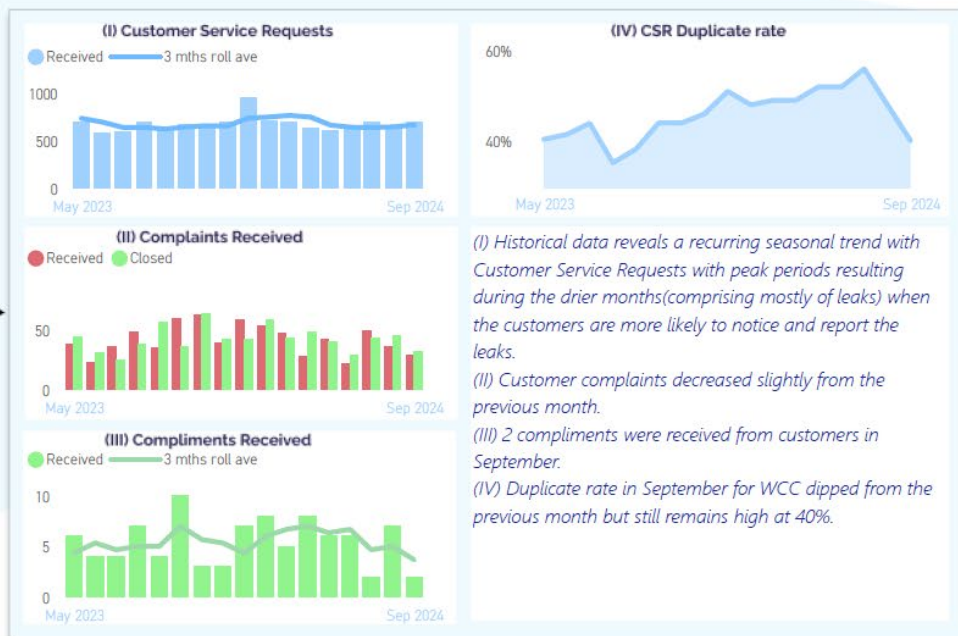 (I) Customer Service Requests
Received 3 mths roll ave
1000
500
0
May 2023 Sep 2024
(II) Complaints Received
Received Closed
50
0
May 2023 Sep 2024
(III) Compliments Received
Received 3 mths roll ave
10
5
0
May 2023 Sep 2024
(IV) CSR Duplicate rate
60%
40%
May 2023 Sep 2024
(I) Historical data reveals a recurring seasonal trend with
Customer Service Requests with peak periods resulting
during the drier months(comprising mostly of leaks) when
the customers are more likely to notice and report the
leaks.
(II) Customer complaints decreased slightly from the
previous month.
(III) 2 compliments were received from customers in
September.
(IV) Duplicate rate in September for WCC dipped from the
previous month but still remains high at 40%.